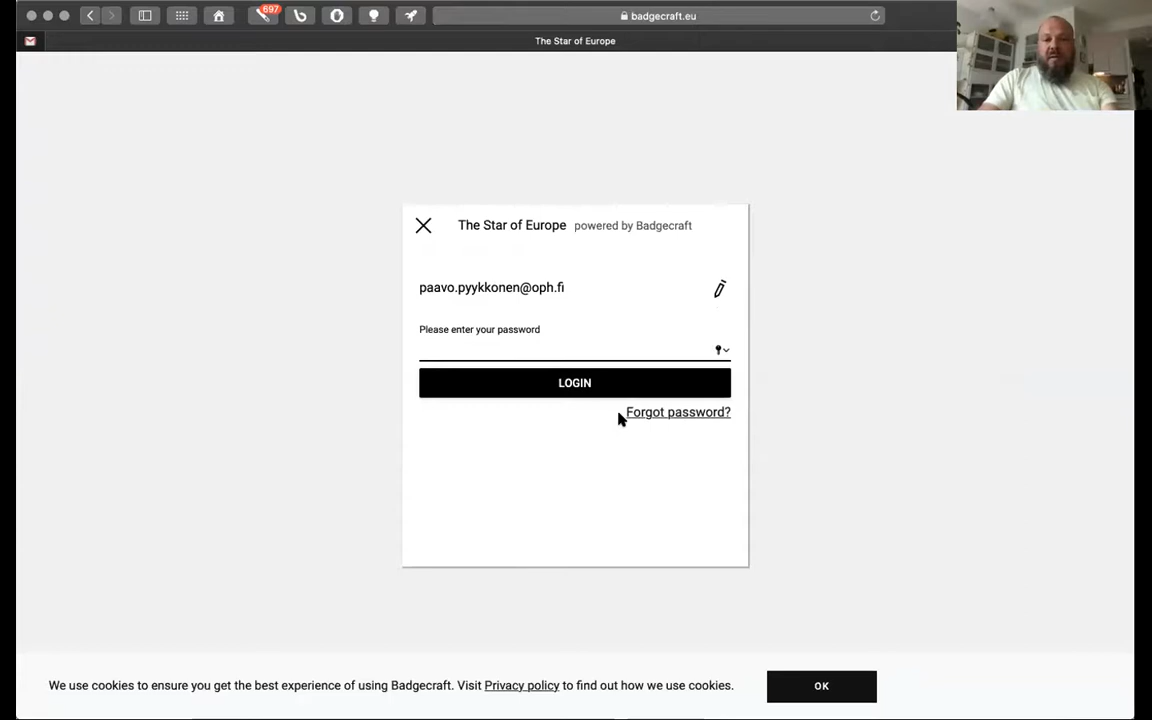 697
badgecraft.eu
The Star of Europe
The Star of Europe powered by Badgecraft
paavo.pyykkonen@oph.fi
Please enter your password
LOGIN
Forgot password?
We use cookies to ensure you get the best experience of using Badgecraft. Visit Privacy policy to find out how we use cookies.
OK